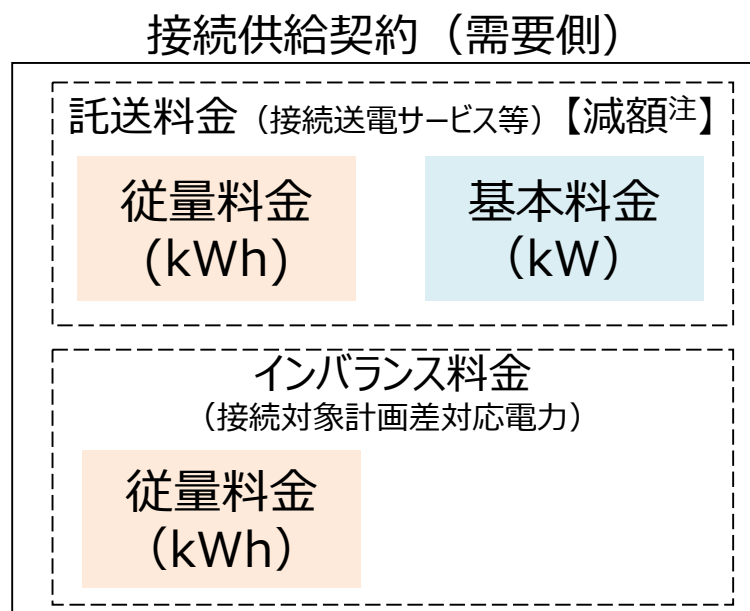 接続供給契約（需要側）
託送料金（接続送電サービス等）【減額注】
従量料金
(kWh)
基本料金
（kW）
インバランス料金
（接続対象計画差対応電力）
従量料金
（kWh）